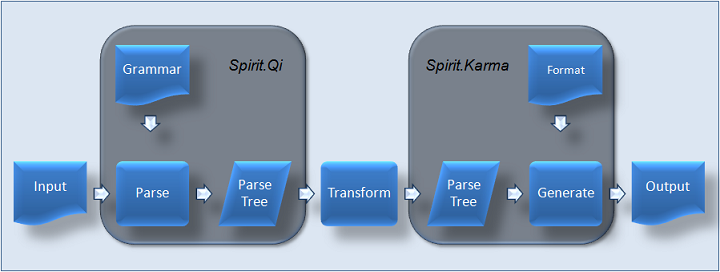 Grammar
Spirit.Qi
Spirit.Karma
Format
Input
Parse
Parse
Tree
Transform
Parse
Tree
Generate
Output